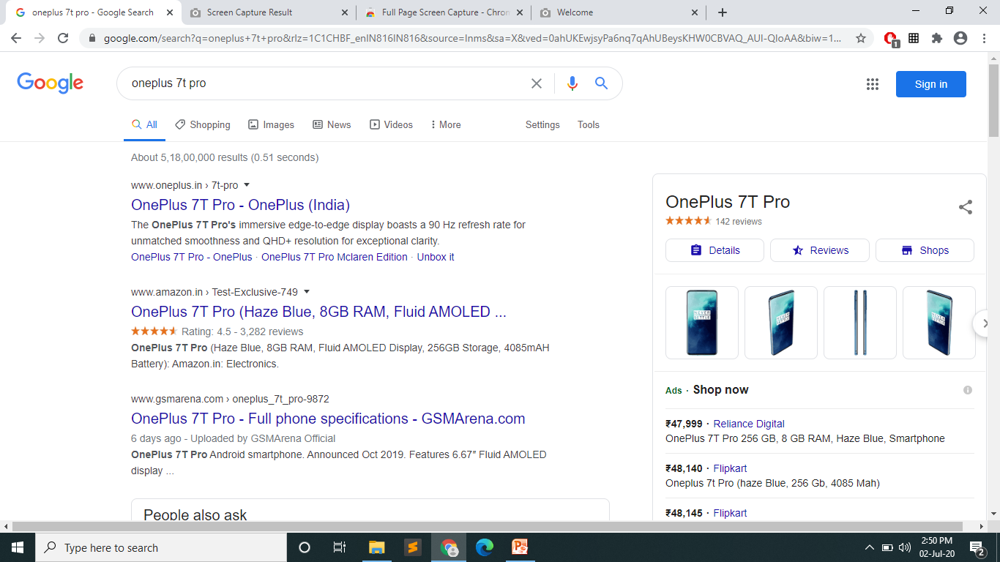 oneplus 7t pro - Google Search
Screen Capture Result
Full Page Screen Capture - Chron
Welcome
google.com/search?q=oneplus+7t+pro&rlz=1C1CHBF_enIN816IN816&source=lnms&sa=X&ved=0ahUKEwjsyPa6nq7qAhUBeysKHW0CBVAQ_AUI-QIoAA&biw=1...
1
Google
oneplus 7t pro
Sign in
All
Shopping
Images
News
Videos
More
Settings
Tools
About 5,18,00,000 results (0.51 seconds)
www.oneplus.in › 7t-pro
OnePlus 7T Pro - OnePlus (India)
The OnePlus 7T Pro's immersive edge-to-edge display boasts a 90 Hz refresh rate for
unmatched smoothness and QHD+ resolution for exceptional clarity.
OnePlus 7T Pro - OnePlus · OnePlus 7T Pro Mclaren Edition · Unbox it
www.amazon.in › Test-Exclusive-749
OnePlus 7T Pro (Haze Blue, 8GB RAM, Fluid AMOLED ...
Rating: 4.5 - 3,282 reviews
OnePlus 7T Pro (Haze Blue, 8GB RAM, Fluid AMOLED Display, 256GB Storage, 4085mAH
Battery): Amazon.in: Electronics.
www.gsmarena.com › oneplus_7t_pro-9872
OnePlus 7T Pro - Full phone specifications - GSMArena.com
6 days ago - Uploaded by GSMArena Official
OnePlus 7T Pro Android smartphone. Announced Oct 2019. Features 6.67″ Fluid AMOLED
display ...
People also ask
OnePlus 7T Pro
142 reviews
Details
Reviews
Shops
NEVER SETTLE
NEVER SETTLE
NEVER SETTLE
Ads · Shop now
₹47,999 · Reliance Digital
OnePlus 7T Pro 256 GB, 8 GB RAM, Haze Blue, Smartphone
₹48,140 · Flipkart
Oneplus 7t Pro (haze Blue, 256 Gb, 4085 Mah)
₹48,145 · Flipkart
Type here to search
2:50 PM
02-Jul-20
2